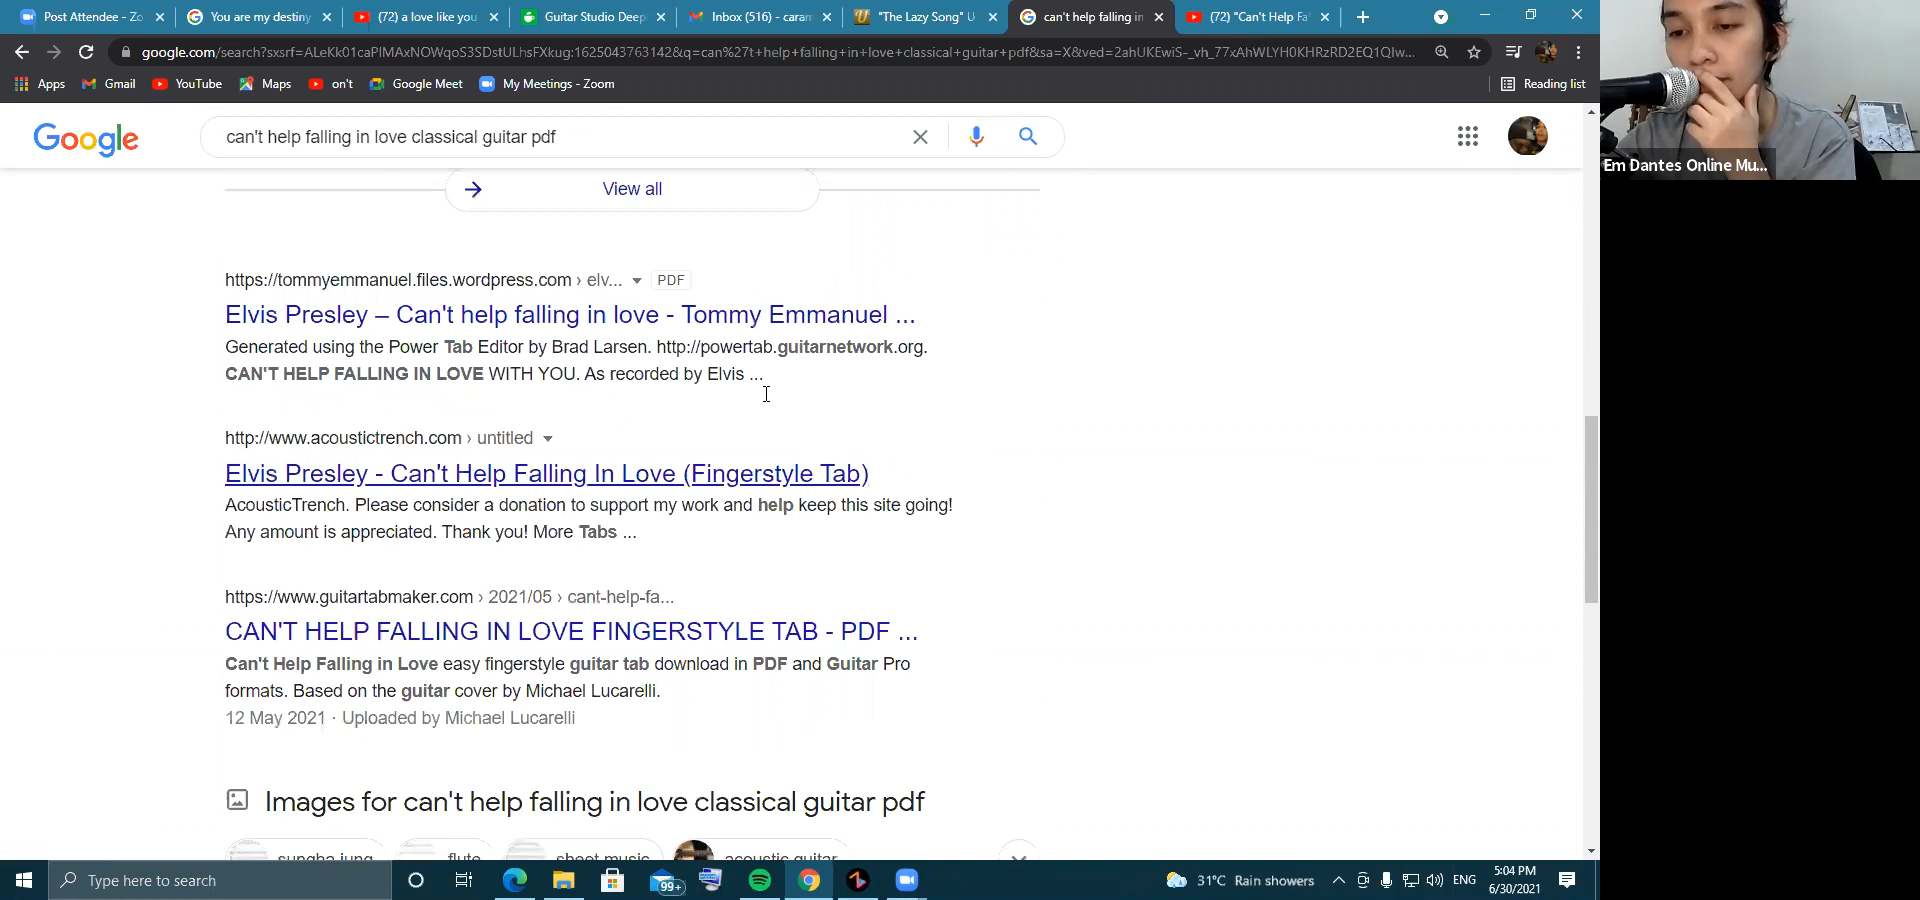 Post Attendee - Zo
You are my destiny
(72) a love like you
Guitar Studio Deep
Inbox (516) - caram
"The Lazy Song" U
can't help falling in
(72) "Can't Help Fa
google.com/search?sxsrf=ALeKk01caPlMAxNOWqoS3SDstULhsFXkug:1625043763142&q=can%27t+help+falling+in+love+classical+guitar+pdf&sa=X&ved=2ahUKEwiS-_vh_77xAhWLYH0KHRzRD2EQ1QIw...
Apps
Gmail
YouTube
Maps
on't
Google Meet
My Meetings - Zoom
Reading list
Google
can't help falling in love classical guitar pdf
View all
https://tommyemmanuel.files.wordpress.com › elv... PDF
Elvis Presley – Can't help falling in love - Tommy Emmanuel ...
Generated using the Power Tab Editor by Brad Larsen. http://powertab.guitarnetwork.org.
CAN'T HELP FALLING IN LOVE WITH YOU. As recorded by Elvis ...
http://www.acoustictrench.com › untitled
Elvis Presley - Can't Help Falling In Love (Fingerstyle Tab)
AcousticTrench. Please consider a donation to support my work and help keep this site going!
Any amount is appreciated. Thank you! More Tabs ...
https://www.guitartabmaker.com › 2021/05 › cant-help-fa...
CAN'T HELP FALLING IN LOVE FINGERSTYLE TAB - PDF ...
Can't Help Falling in Love easy fingerstyle guitar tab download in PDF and Guitar Pro
formats. Based on the guitar cover by Michael Lucarelli.
12 May 2021 · Uploaded by Michael Lucarelli
Images for can't help falling in love classical guitar pdf
sungha jung
flute
sheet music
acoustic guitar
Em Dantes Online Mu...
Type here to search
99+
31°C Rain showers
ENG
5:04 PM
6/30/2021